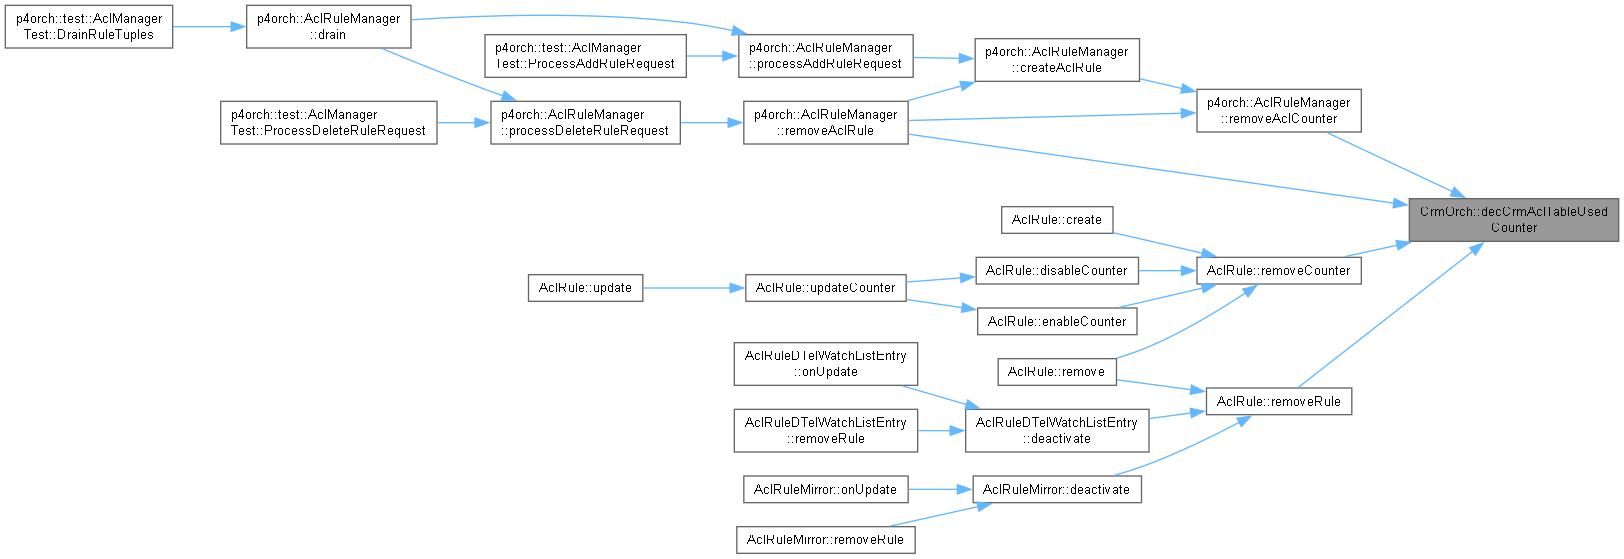 p4orch::test::AclManager
Test::DrainRuleTuples
p4orch::AclRuleManager
::drain
p4orch::test::AclManager
Test::ProcessAddRuleRequest
p4orch::AclRuleManager
::processAddRuleRequest
p4orch::AclRuleManager
::createAclRule
p4orch::test::AclManager
Test::ProcessDeleteRuleRequest
p4orch::AclRuleManager
::processDeleteRuleRequest
p4orch::AclRuleManager
::removeAclRule
p4orch::AclRuleManager
::removeAclCounter
CrmOrch::decCrmAclTableUsed
Counter
AclRule::create
AclRule::update
AclRule::updateCounter
AclRule::disableCounter
AclRule::removeCounter
AclRule::enableCounter
AclRuleDTelWatchListEntry
::onUpdate
AclRule::remove
AclRule::removeRule
AclRuleDTelWatchListEntry
::removeRule
AclRuleDTelWatchListEntry
::deactivate
AclRuleMirror::onUpdate
AclRuleMirror::deactivate
AclRuleMirror::removeRule